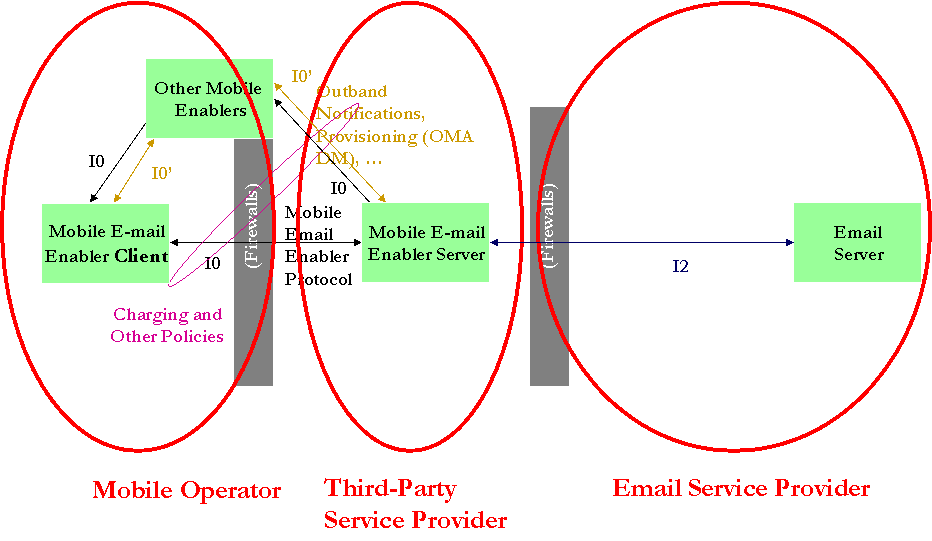 I0’
Other Mobile
Enablers
Outband
Notifications,
Provisioning (OMA
DM), …
I0
I0’
I0
(Firewalls)
(Firewalls)
Mobile E-mail
Enabler Client
I0
Mobile
Email
Enabler
Protocol
Mobile E-mail
Enabler Server
I2
Email
Server
Charging and
Other Policies
Mobile Operator
Third-Party
Service Provider
Email Service Provider